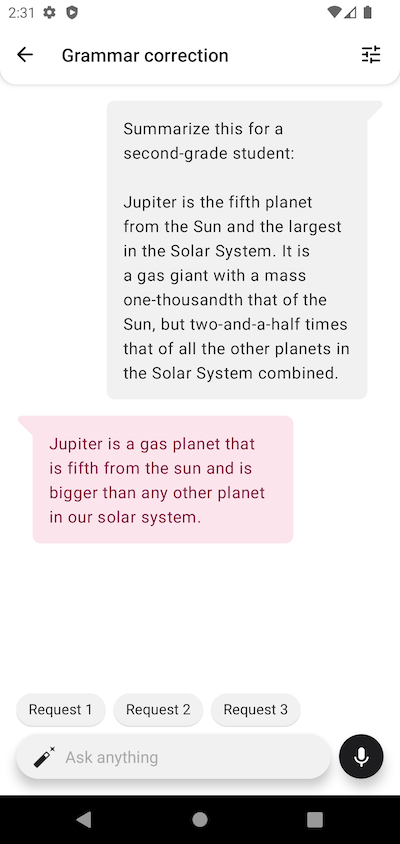 2:31
Grammar correction
Summarize this for a
second-grade student:
Jupiter is the fifth planet
from the Sun and the largest
in the Solar System. It is
a gas giant with a mass
one-thousandth that of the
Sun, but two-and-a-half times
that of all the other planets in
the Solar System combined.
Jupiter is a gas planet that
is fifth from the sun and is
bigger than any other planet
in our solar system.
Request 1 Request 2 Request 3
Ask anything